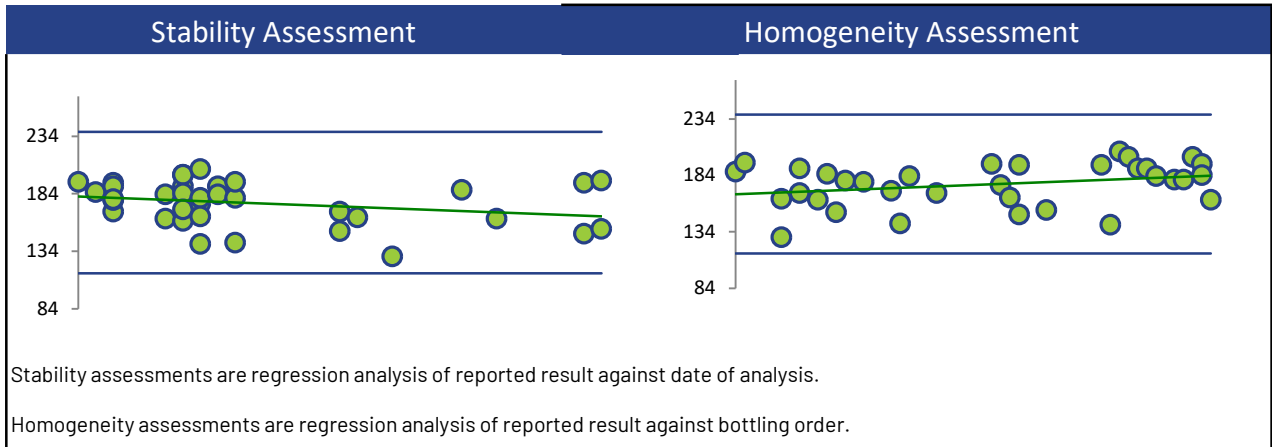 Stability Assessment
Homogeneity Assessment
234
184
134
84
234
184
134
84
Stability assessments are regression analysis of reported result against date of analysis.
Homogeneity assessments are regression analysis of reported result against bottling order.